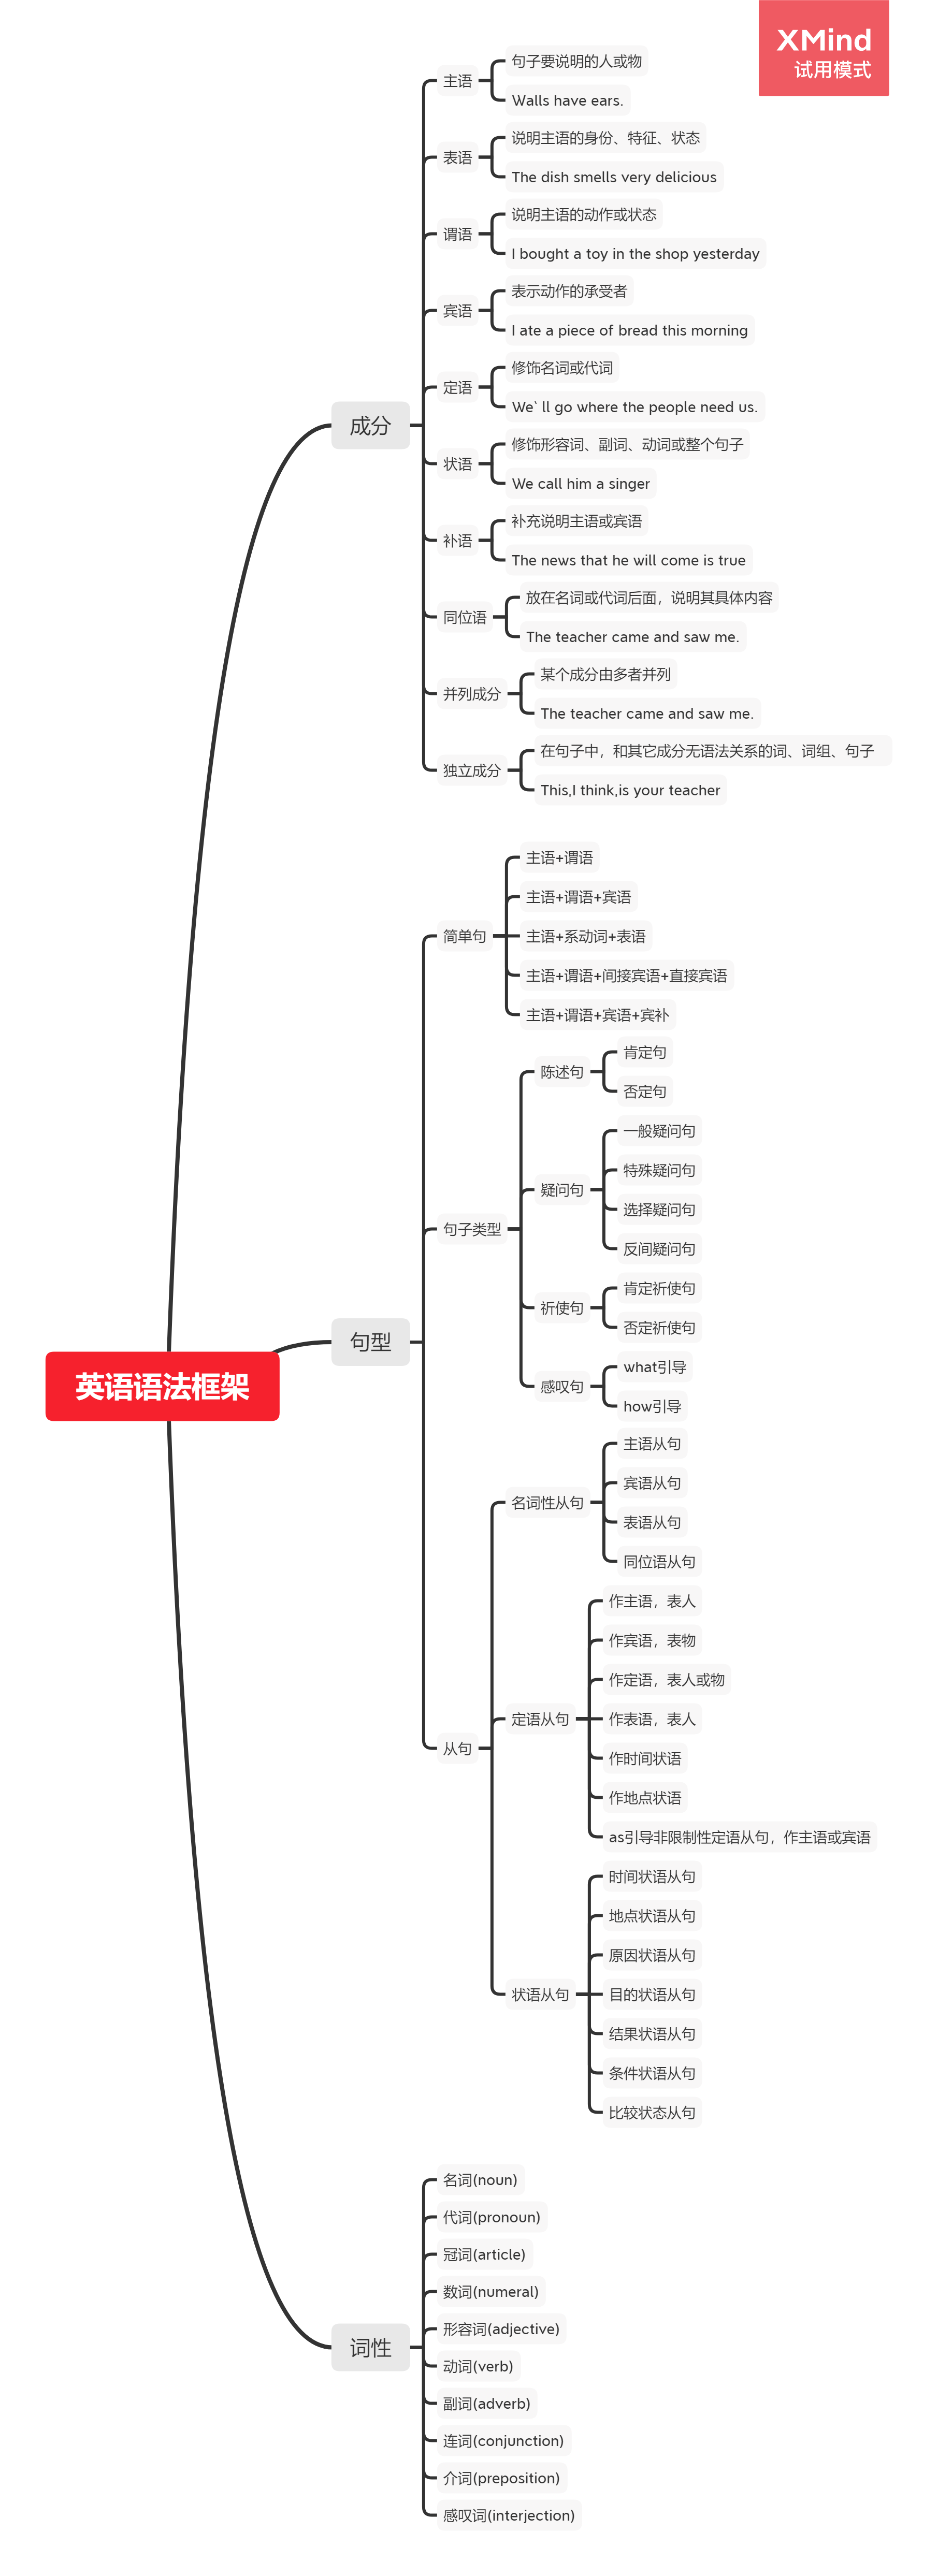 XMind
试用模式
英语语法框架
成分
主语
句子要说明的人或物
Walls have ears.
表语
说明主语的身份、特征、状态
The dish smells very delicious
谓语
说明主语的动作或状态
I bought a toy in the shop yesterday
宾语
表示动作的承受者
I ate a piece of bread this morning
定语
修饰名词或代词
We` ll go where the people need us.
状语
修饰形容词、副词、动词或整个句子
We call him a singer
补语
补充说明主语或宾语
The news that he will come is true
同位语
放在名词或代词后面，说明其具体内容
The teacher came and saw me.
并列成分
某个成分由多者并列
The teacher came and saw me.
独立成分
在句子中，和其它成分无语法关系的词、词组、句子
This,I think,is your teacher
句型
简单句
主语+谓语
主语+谓语+宾语
主语+系动词+表语
主语+谓语+间接宾语+直接宾语
主语+谓语+宾语+宾补
句子类型
陈述句
肯定句
否定句
疑问句
一般疑问句
特殊疑问句
选择疑问句
反间疑问句
祈使句
肯定祈使句
否定祈使句
感叹句
what引导
how引导
从句
名词性从句
主语从句
宾语从句
表语从句
同位语从句
定语从句
作主语，表人
作宾语，表物
作定语，表人或物
作表语，表人
作时间状语
作地点状语
as引导非限制性定语从句，作主语或宾语
状语从句
时间状语从句
地点状语从句
原因状语从句
目的状语从句
结果状语从句
条件状语从句
比较状态从句
词性
名词(noun)
代词(pronoun)
冠词(article)
数词(numeral)
形容词(adjective)
动词(verb)
副词(adverb)
连词(conjunction)
介词(preposition)
感叹词(interjection)